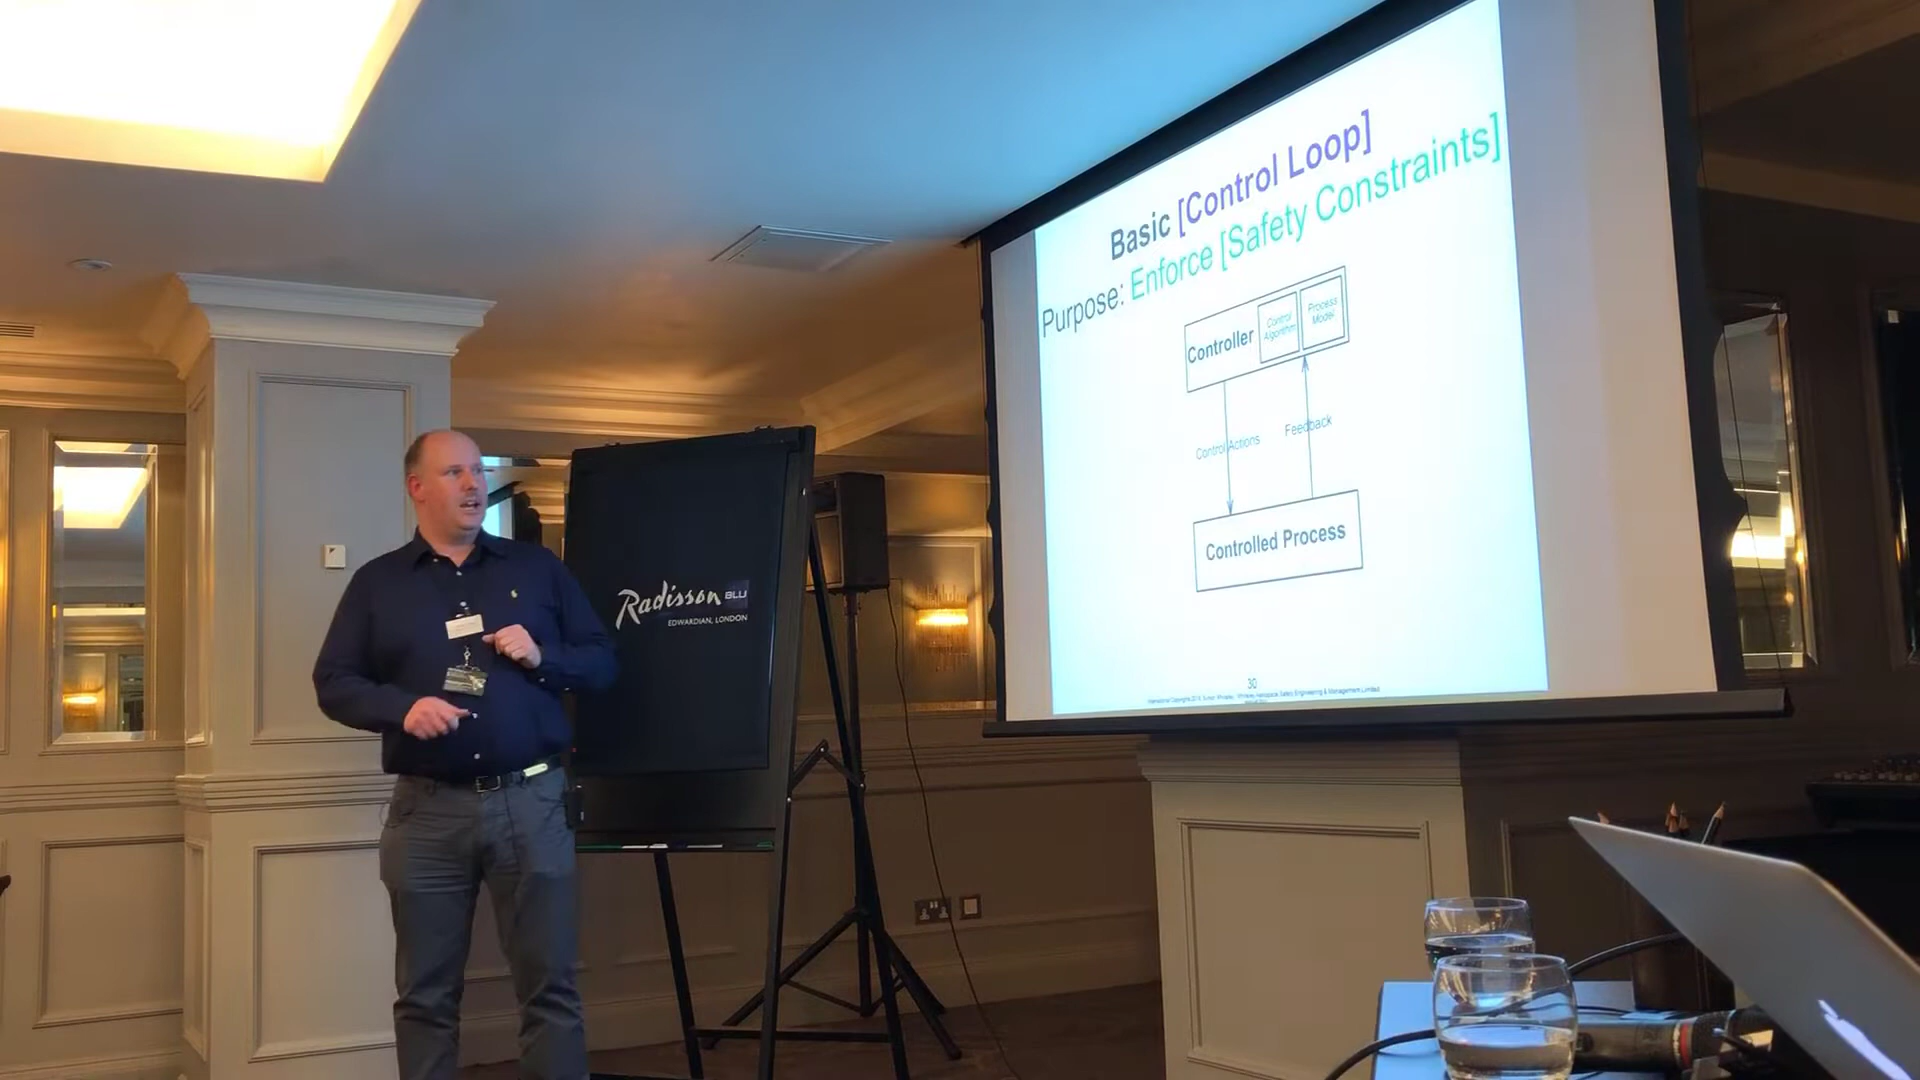 Basic [Control Loop]
Purpose: Enforce [Safety Constraints]
Controller
Control
Algorithm
Process
Model
Control Actions
Feedback
Controlled Process
30
Radisson BLU
EDWARDIAN, LONDON